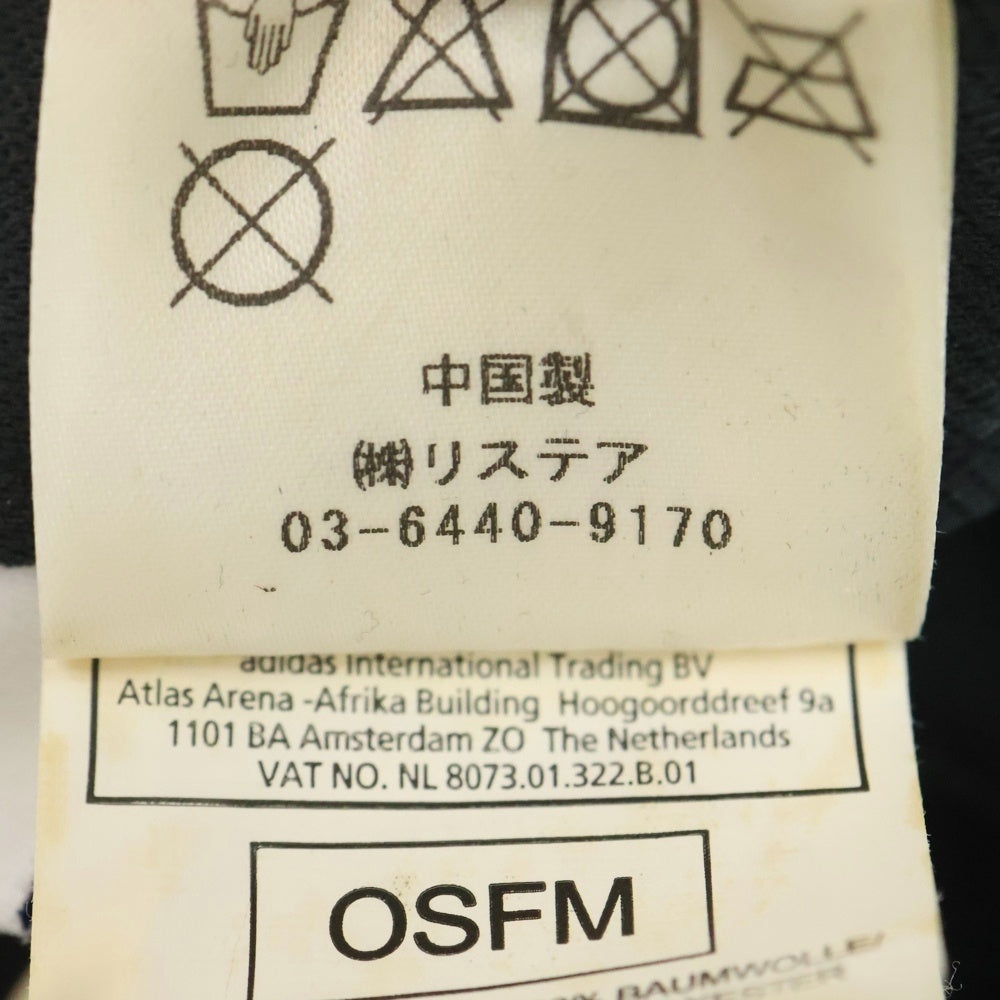 中国製
㈱リステア
03-6440-9170
adidas International Trading BV
Atlas Arena -Afrika Building Hoogoorddreef 9a
1101 BA Amsterdam ZO The Netherlands
VAT NO. NL 8073.01.322.B.01
OSFM
% BAUMWOLLE/